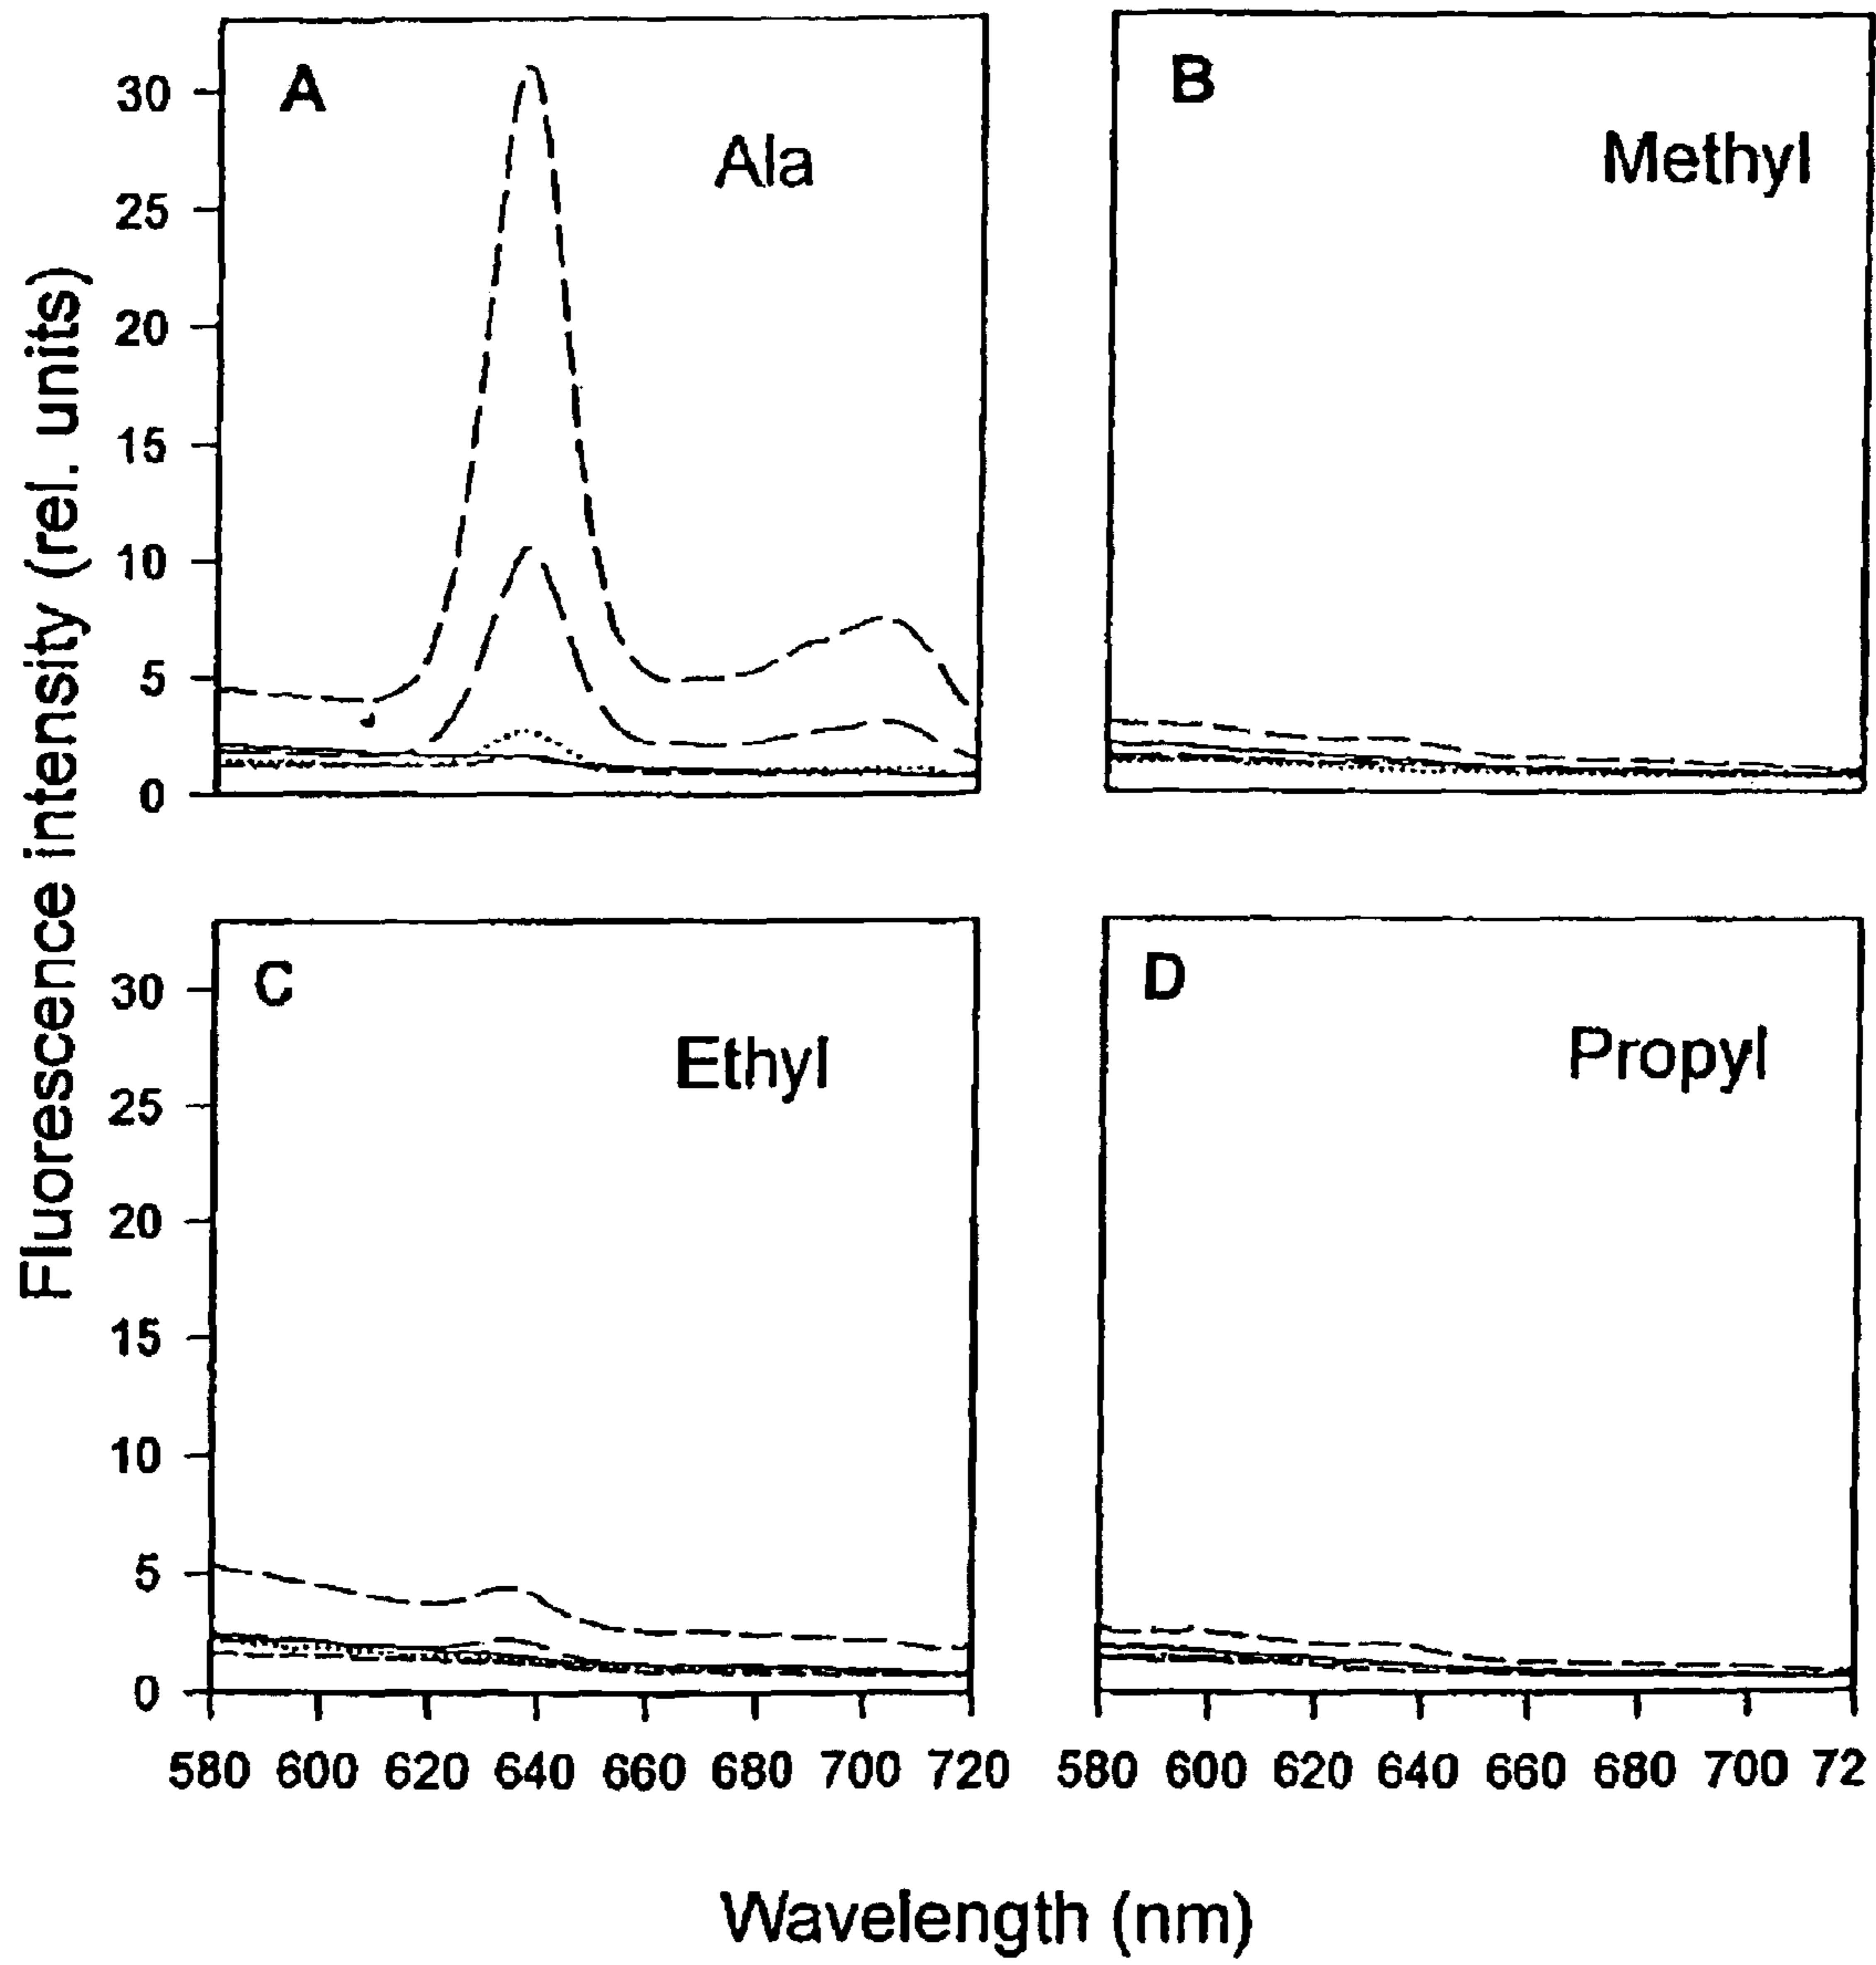 Fluorescence intensity (rel. units)
A
Ala
30
25
20
15
10
5
0
B
Methyl
C
Ethyl
30
25
20
15
10
5
0
580 600 620 640 660 680 700 720
D
Propyl
580 600 620 640 660 680 700 72
Wavelength (nm)